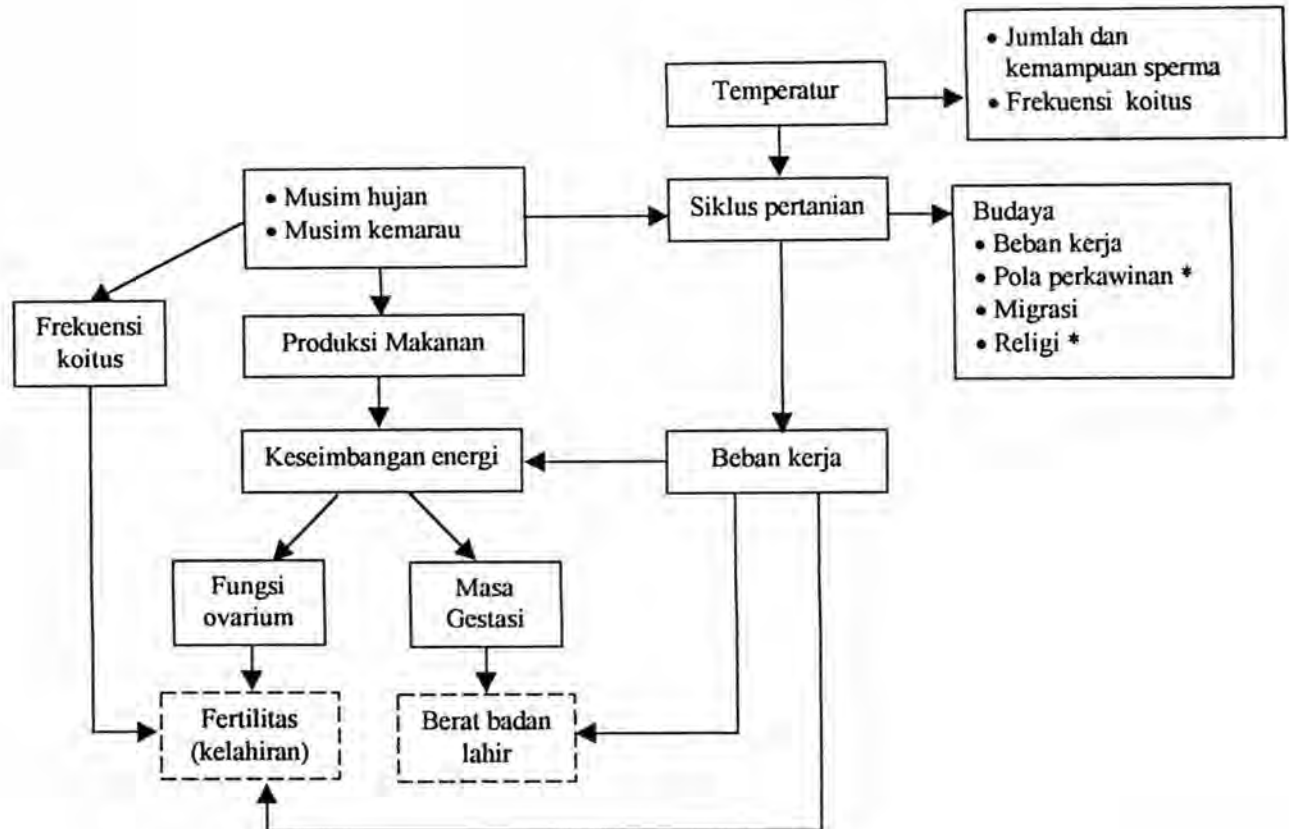 • Jumlah dan
kemampuan sperma
• Frekuensi koitus
Temperatur
• Musim hujan
• Musim kemarau
Siklus pertanian
Budaya
• Beban kerja
• Pola perkawinan *
• Migrasi
• Religi *
Frekuensi
koitus
Produksi Makanan
Keseimbangan energi
Beban kerja
Fungsi
ovarium
Masa
Gestasi
Fertilitas
(kelahiran)
Berat badan
lahir